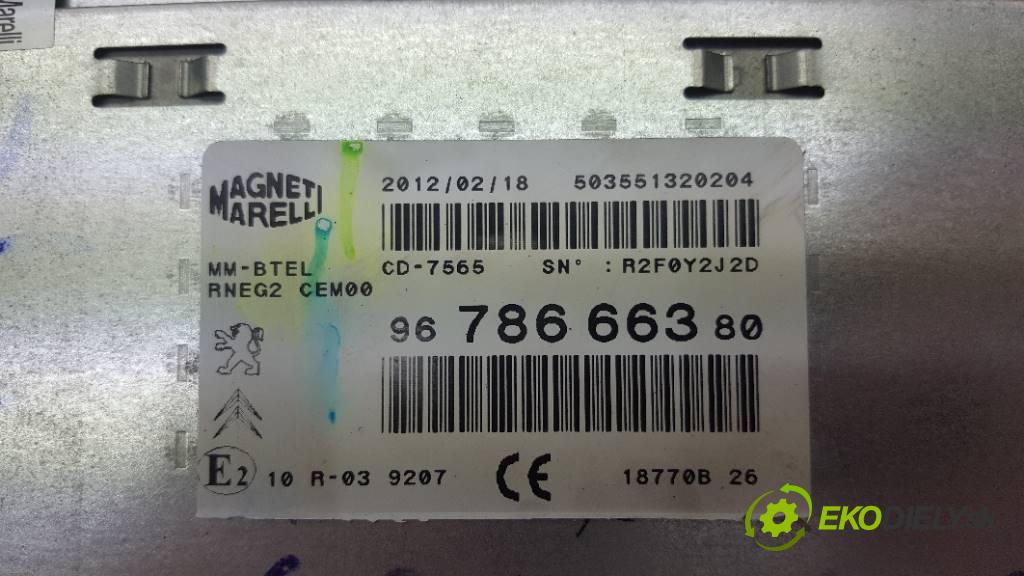 Marelli
MAGNETI
MARELLI
2012/02/18 503551320204
MM-BTEL CD-7565 SN° : R2F0Y2J2D
RNEG2 CEM00
96 786 663 80
E2 10 R-03 9207 CE 18770B 26
EKODIELY.sk